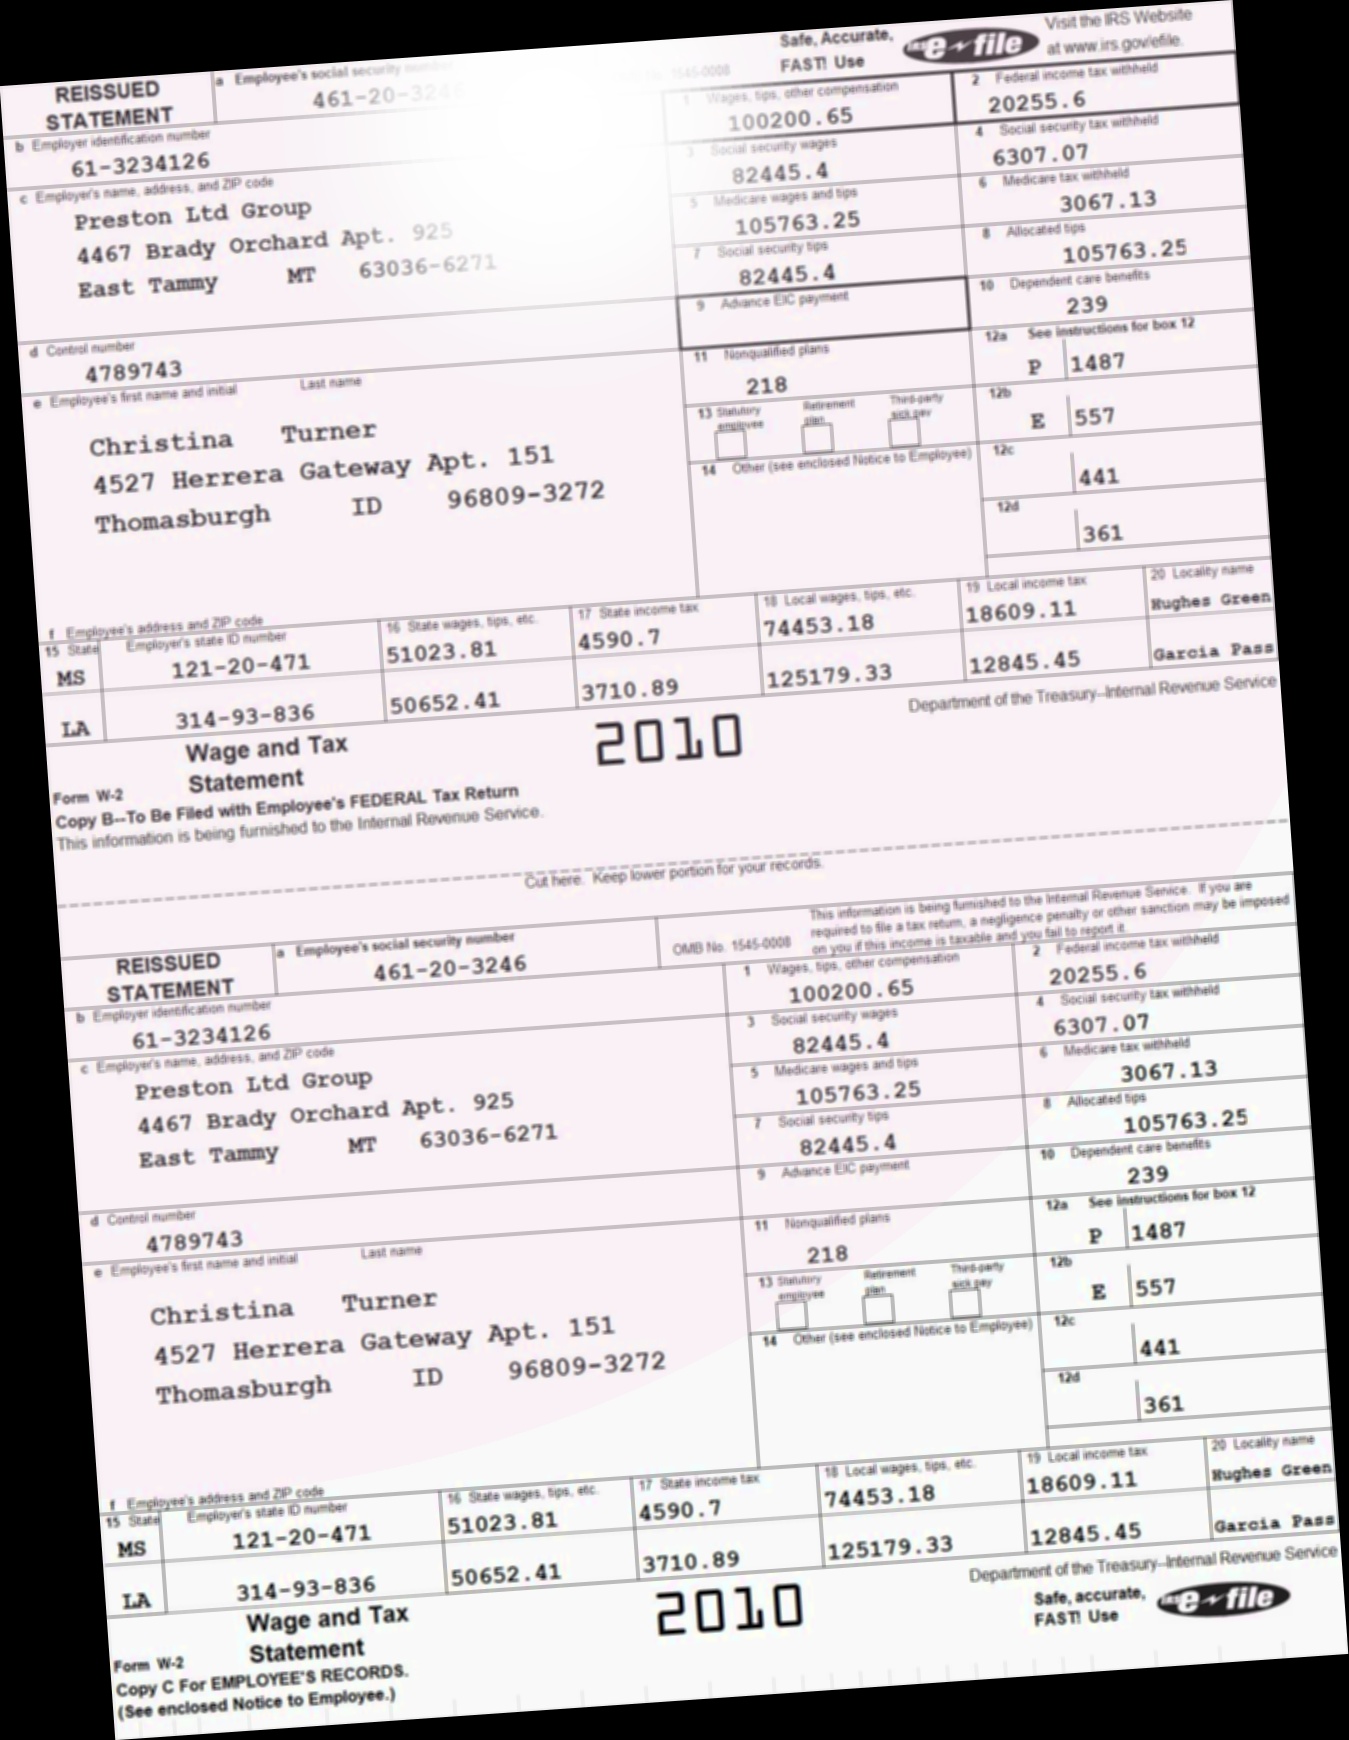 Safe, Accurate,
FAST! Use
IRS e~file
Visit the IRS Website
at www.irs.gov/efile.
REISSUED
STATEMENT
a Employee's social security number
461-20-3246
1545-0008
1 Wages, tips, other compensation
100200.65
2 Federal income tax withheld
20255.6
b Employer identification number
61-3234126
3 Social security wages
82445.4
4 Social security tax withheld
6307.07
c Employer's name, address, and ZIP code
Preston Ltd Group
4467 Brady Orchard Apt. 925
East Tammy MT 63036-6271
5 Medicare wages and tips
105763.25
6 Medicare tax withheld
3067.13
7 Social security tips
82445.4
8 Allocated tips
105763.25
9 Advance EIC payment
10 Dependent care benefits
239
d Control number
4789743
11 Nonqualified plans
218
12a See instructions for box 12
P 1487
e Employee's first name and initial Last name
Christina Turner
4527 Herrera Gateway Apt. 151
Thomasburgh ID 96809-3272
13 Statutory employee Retirement plan Third-party sick pay
12b
E 557
14 Other (see enclosed Notice to Employee)
12c
441
12d
361
f Employee's address and ZIP code
15 State Employer's state ID number 16 State wages, tips, etc. 17 State income tax 18 Local wages, tips, etc. 19 Local income tax 20 Locality name
MS 121-20-471 51023.81 4590.7 74453.18 18609.11 Hughes Green
LA 314-93-836 50652.41 3710.89 125179.33 12845.45 Garcia Pass
Wage and Tax
Statement
2010
Department of the Treasury--Internal Revenue Service
Form W-2
Copy B--To Be Filed with Employee's FEDERAL Tax Return
This information is being furnished to the Internal Revenue Service.
Cut here. Keep lower portion for your records.
This information is being furnished to the Internal Revenue Service. If you are
required to file a tax return, a negligence penalty or other sanction may be imposed
on you if this income is taxable and you fail to report it.
REISSUED
STATEMENT
a Employee's social security number
461-20-3246
OMB No. 1545-0008
1 Wages, tips, other compensation
100200.65
2 Federal income tax withheld
20255.6
b Employer identification number
61-3234126
3 Social security wages
82445.4
4 Social security tax withheld
6307.07
c Employer's name, address, and ZIP code
Preston Ltd Group
4467 Brady Orchard Apt. 925
East Tammy MT 63036-6271
5 Medicare wages and tips
105763.25
6 Medicare tax withheld
3067.13
7 Social security tips
82445.4
8 Allocated tips
105763.25
9 Advance EIC payment
10 Dependent care benefits
239
d Control number
4789743
11 Nonqualified plans
218
12a See instructions for box 12
P 1487
e Employee's first name and initial Last name
Christina Turner
4527 Herrera Gateway Apt. 151
Thomasburgh ID 96809-3272
13 Statutory employee Retirement plan Third-party sick pay
12b
E 557
14 Other (see enclosed Notice to Employee)
12c
441
12d
361
f Employee's address and ZIP code
15 State Employer's state ID number 16 State wages, tips, etc. 17 State income tax 18 Local wages, tips, etc. 19 Local income tax 20 Locality name
MS 121-20-471 51023.81 4590.7 74453.18 18609.11 Hughes Green
LA 314-93-836 50652.41 3710.89 125179.33 12845.45 Garcia Pass
Wage and Tax
Statement
2010
Department of the Treasury--Internal Revenue Service
Safe, accurate,
FAST! Use
IRS e~file
Form W-2
Copy C For EMPLOYEE'S RECORDS.
(See enclosed Notice to Employee.)